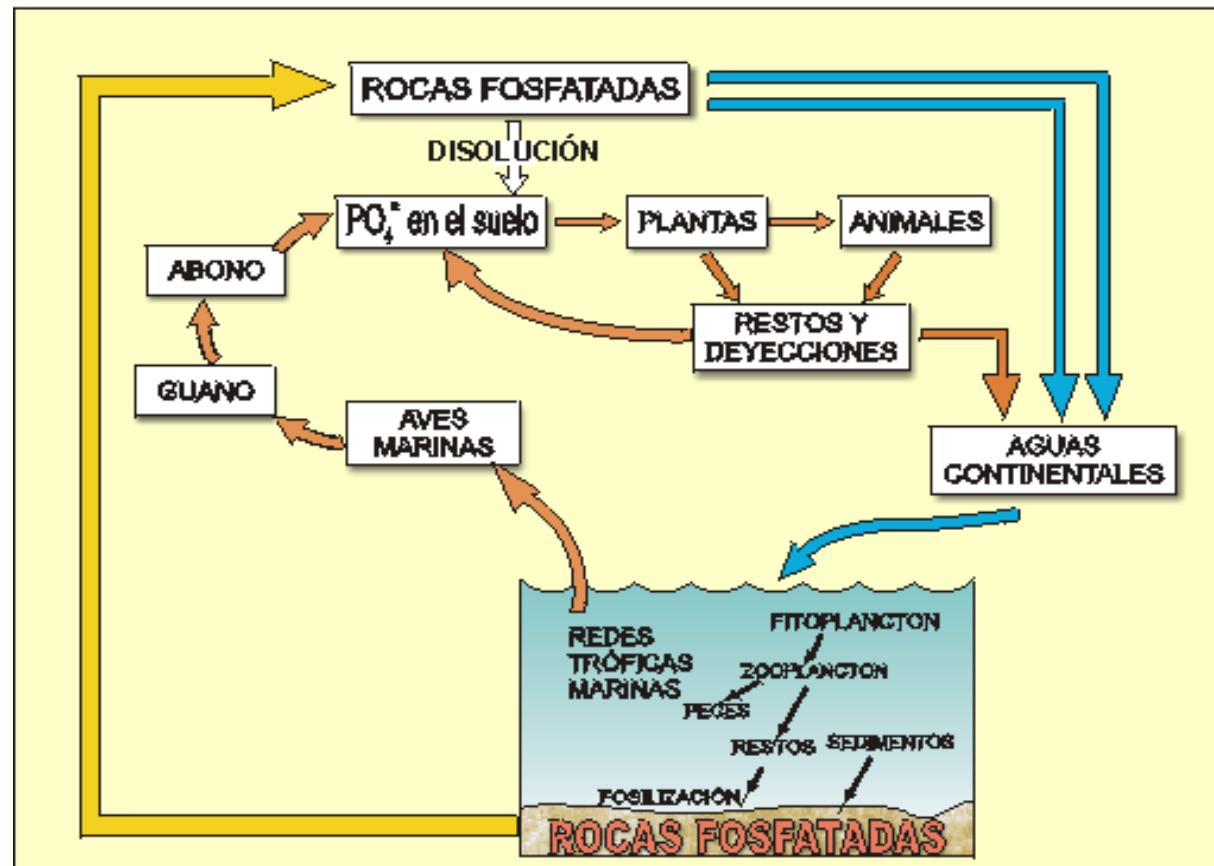 ROCAS FOSFATADAS
DISOLUCIÓN
PO₄⁼ en el suelo
PLANTAS
ANIMALES
ABONO
RESTOS Y
DEYECCIONES
GUANO
AVES
MARINAS
AGUAS
CONTINENTALES
REDES
TRÓFICAS
MARINAS
FITOPLANCTON
ZOOPLANCTON
PECES
RESTOS
SEDIMENTOS
FOSILIZACIÓN
ROCAS FOSFATADAS